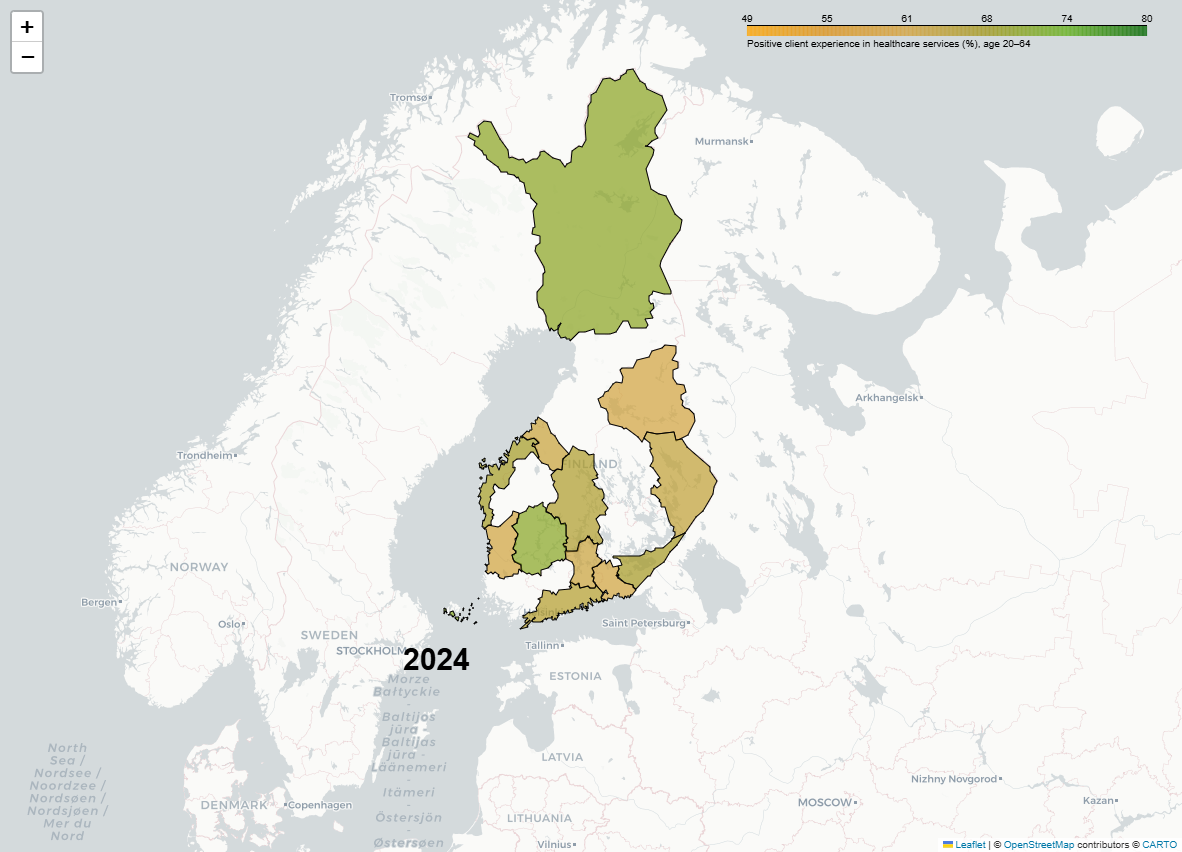 +
−
49 55 61 68 74 80
Positive client experience in healthcare services (%), age 20–64
Tromsø
Murmansk
Arkhangelsk
Trondheim
FINLAND
NORWAY
Bergen
Oslo
SWEDEN
STOCKHOLM
Helsinki
Saint Petersburg
Tallinn
2024
ESTONIA
Morze
Bałtyckie
-
Baltijos
jūra -
Baltijas
jūra -
Läänemeri
-
Itämeri
-
Östersjön
-
Østersøen
North
Sea /
Nordsee /
Noordzee /
Nordsøen /
Nordsjøen /
Mer du
Nord
LATVIA
DENMARK
Copenhagen
LITHUANIA
Vilnius
MOSCOW
Nizhny Novgorod
Kazan
Leaflet | © OpenStreetMap contributors © CARTO